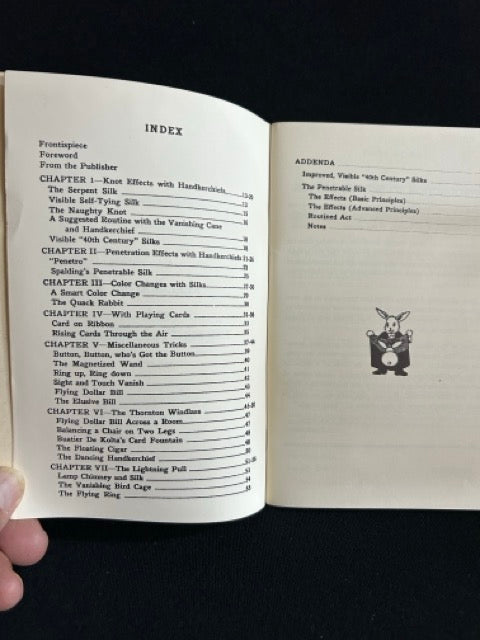 INDEX
Frontispiece
Foreword
From the Publisher
CHAPTER I—Knot Effects with Handkerchiefs
The Serpent Silk
Visible Self-Tying Silk
The Naughty Knot
A Suggested Routine with the Vanishing Cane
and Handkerchief
Visible "40th Century" Silks
CHAPTER II—Penetration Effects with Handkerchiefs
"Penetro"
Spalding's Penetrable Silk
CHAPTER III—Color Changes with Silks
A Smart Color Change
The Quack Rabbit
CHAPTER IV—With Playing Cards
Card on Ribbon
Rising Cards Through the Air
CHAPTER V—Miscellaneous Tricks
Button, Button, who's Got the Button
The Magnetized Wand
Ring up, Ring down
Sight and Touch Vanish
Flying Dollar Bill
The Elusive Bill
CHAPTER VI—The Thornton Windlass
Flying Dollar Bill Across a Room
Balancing a Chair on Two Legs
Buatier De Kolta's Card Fountain
The Floating Cigar
The Dancing Handkerchief
CHAPTER VII—The Lightning Pull
Lamp Chimney and Silk
The Vanishing Bird Cage
The Flying Ring
ADDENDA
Improved, Visible "40th Century" Silks
The Penetrable Silk
The Effects (Basic Principles)
The Effects (Advanced Principles)
Routined Act
Notes